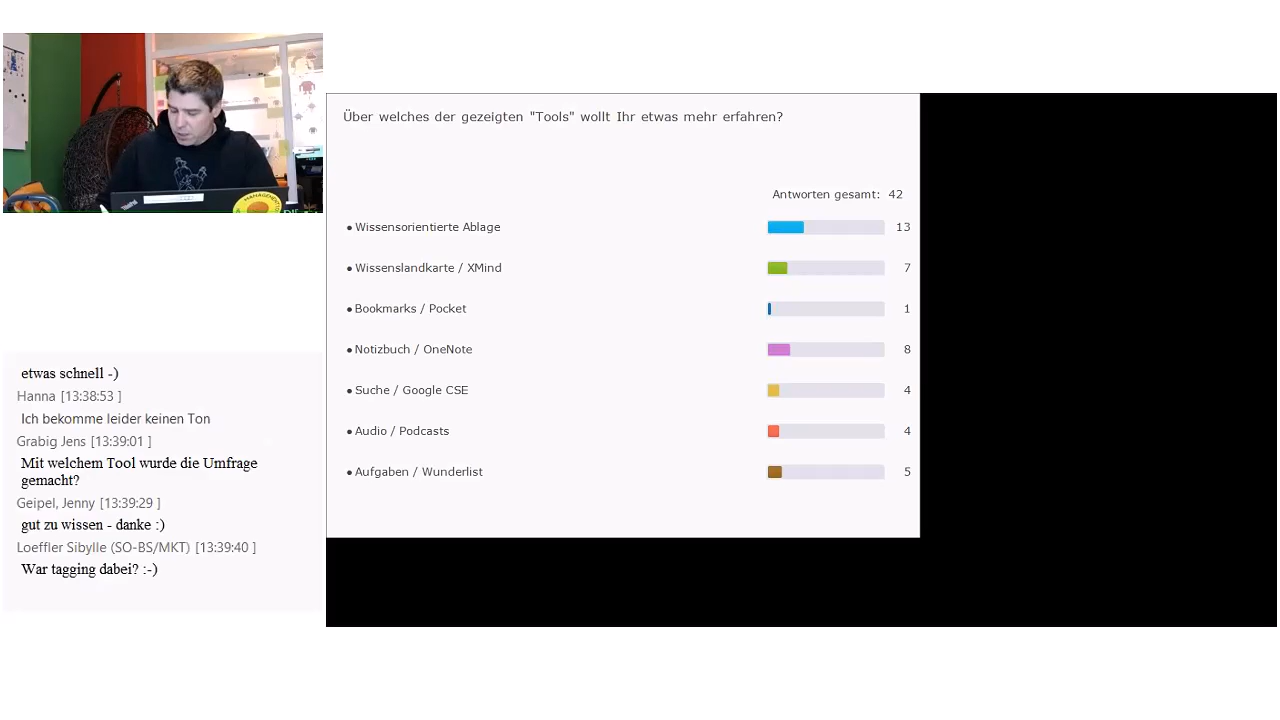 ThinkPad
MANAGEMENT
etwas schnell -)
Hanna [13:38:53 ]
Ich bekomme leider keinen Ton
Grabig Jens [13:39:01 ]
Mit welchem Tool wurde die Umfrage
gemacht?
Geipel, Jenny [13:39:29 ]
gut zu wissen - danke :)
Loeffler Sibylle (SO-BS/MKT) [13:39:40 ]
War tagging dabei? :-)
Über welches der gezeigten "Tools" wollt Ihr etwas mehr erfahren?
Antworten gesamt: 42
• Wissensorientierte Ablage 13
• Wissenslandkarte / XMind 7
• Bookmarks / Pocket 1
• Notizbuch / OneNote 8
• Suche / Google CSE 4
• Audio / Podcasts 4
• Aufgaben / Wunderlist 5